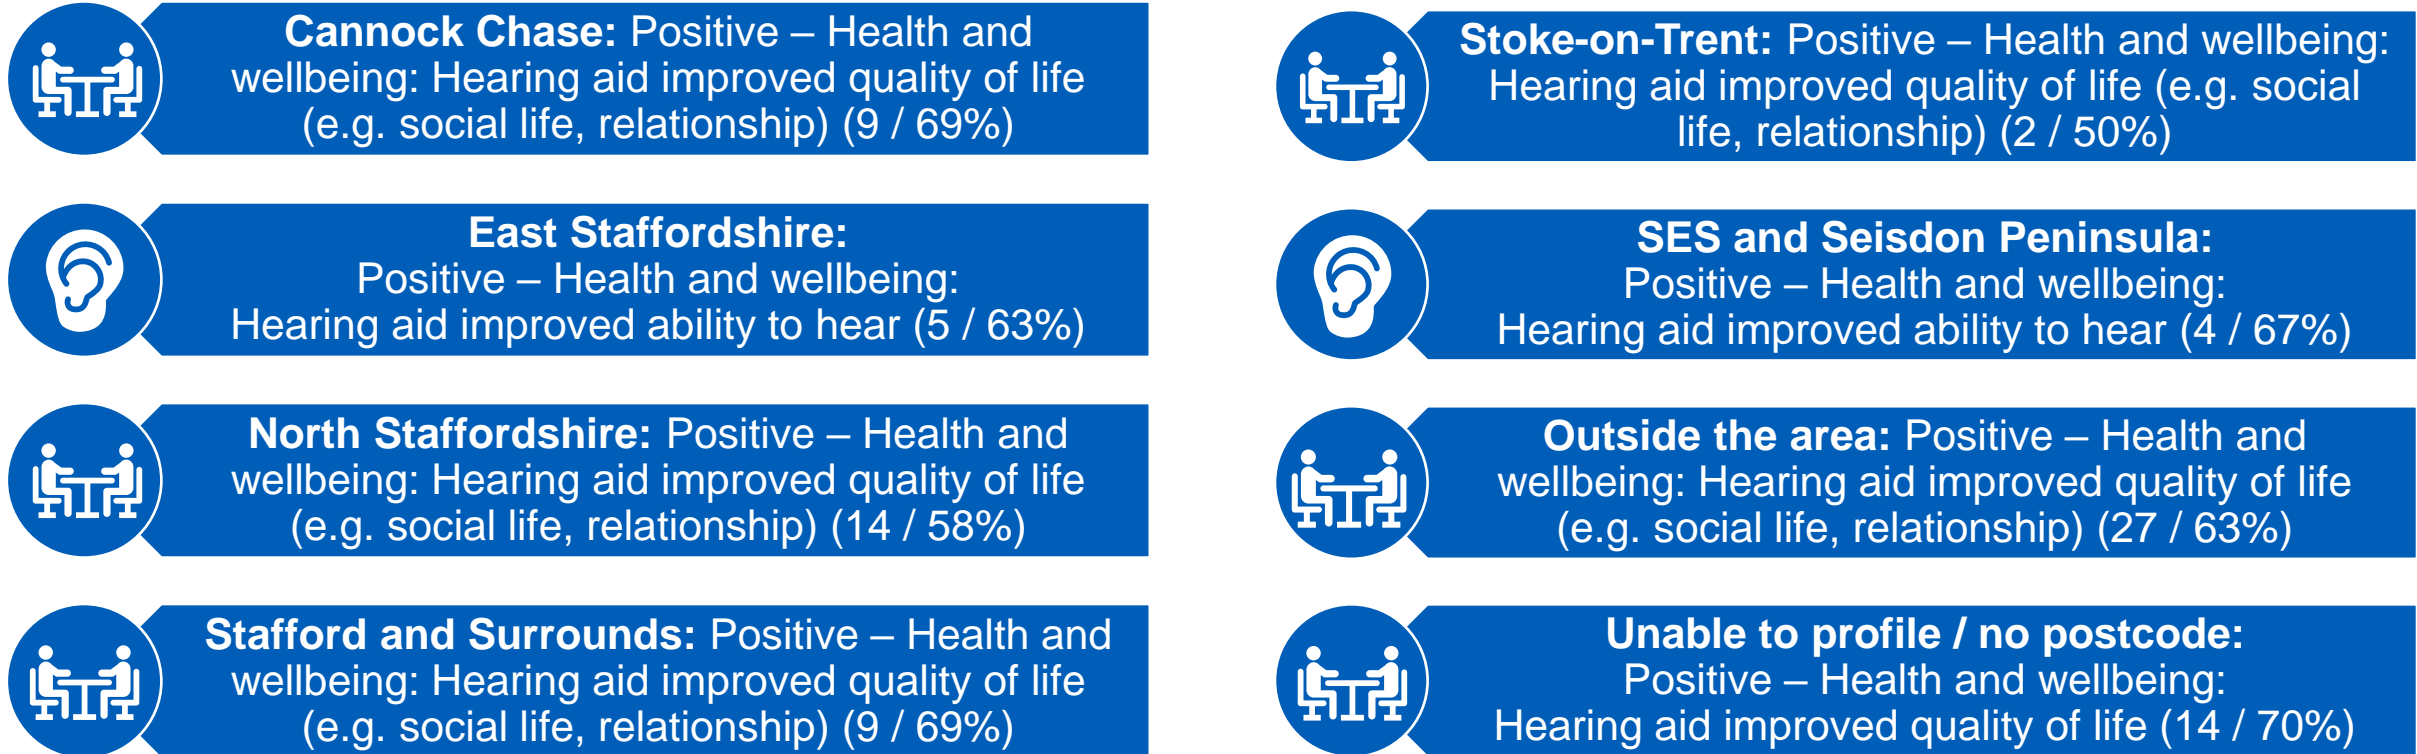 Cannock Chase: Positive – Health and
wellbeing: Hearing aid improved quality of life
(e.g. social life, relationship) (9 / 69%)
East Staffordshire:
Positive – Health and wellbeing:
Hearing aid improved ability to hear (5 / 63%)
North Staffordshire: Positive – Health and
wellbeing: Hearing aid improved quality of life
(e.g. social life, relationship) (14 / 58%)
Stafford and Surrounds: Positive – Health and
wellbeing: Hearing aid improved quality of life
(e.g. social life, relationship) (9 / 69%)
Stoke-on-Trent: Positive – Health and wellbeing:
Hearing aid improved quality of life (e.g. social
life, relationship) (2 / 50%)
SES and Seisdon Peninsula:
Positive – Health and wellbeing:
Hearing aid improved ability to hear (4 / 67%)
Outside the area: Positive – Health and
wellbeing: Hearing aid improved quality of life
(e.g. social life, relationship) (27 / 63%)
Unable to profile / no postcode:
Positive – Health and wellbeing:
Hearing aid improved quality of life (14 / 70%)